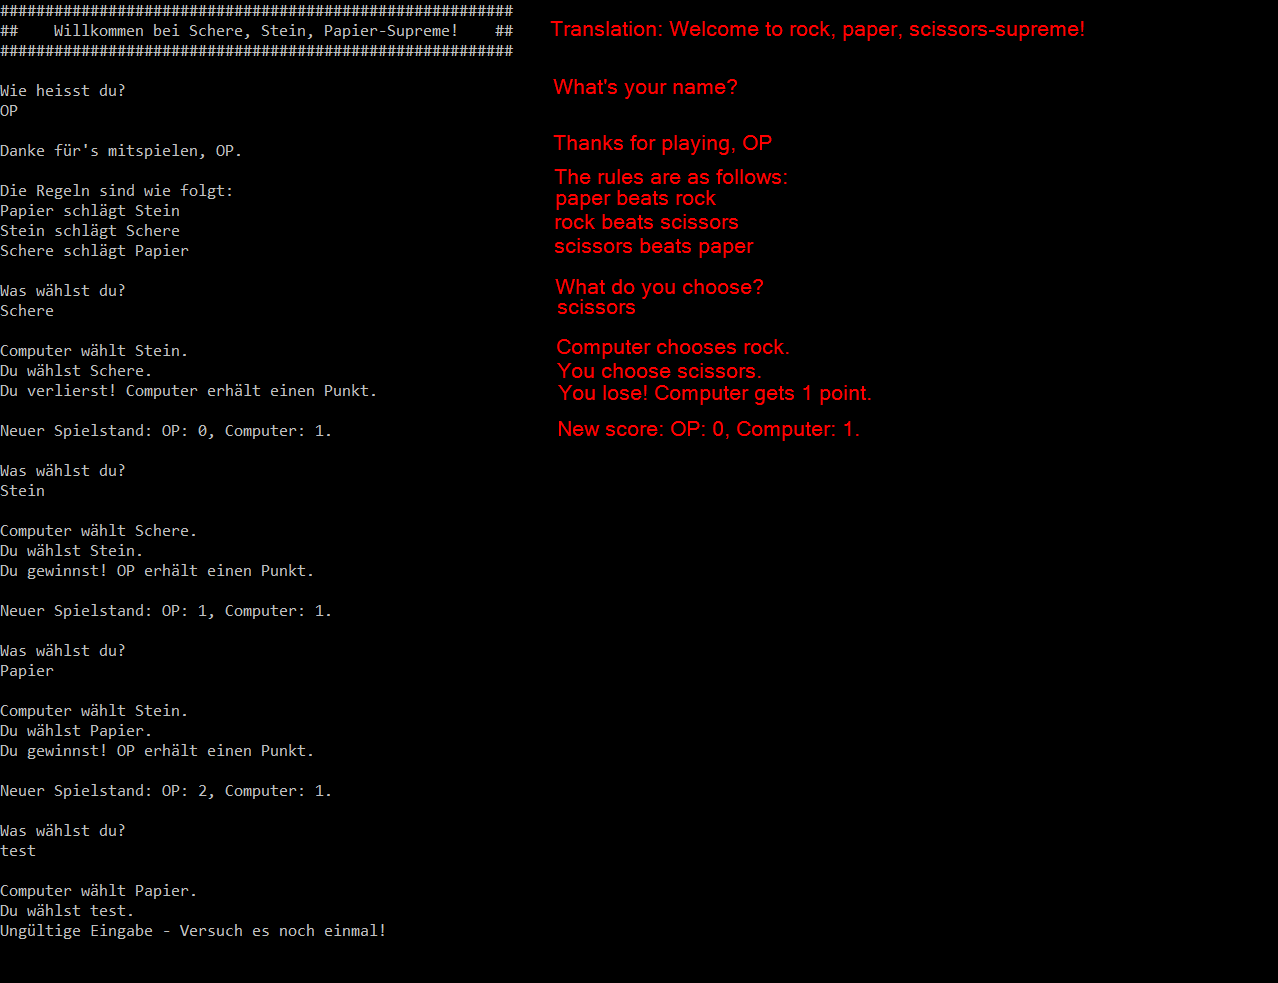 #########################################################
##    Willkommen bei Schere, Stein, Papier-Supreme!    ##
#########################################################
Translation: Welcome to rock, paper, scissors-supreme!
Wie heisst du?
What's your name?
OP
Danke für's mitspielen, OP.
Thanks for playing, OP
Die Regeln sind wie folgt:
The rules are as follows:
Papier schlägt Stein
paper beats rock
Stein schlägt Schere
rock beats scissors
Schere schlägt Papier
scissors beats paper
Was wählst du?
What do you choose?
Schere
scissors
Computer wählt Stein.
Computer chooses rock.
Du wählst Schere.
You choose scissors.
Du verlierst! Computer erhält einen Punkt.
You lose! Computer gets 1 point.
Neuer Spielstand: OP: 0, Computer: 1.
New score: OP: 0, Computer: 1.
Was wählst du?
Stein
Computer wählt Schere.
Du wählst Stein.
Du gewinnst! OP erhält einen Punkt.
Neuer Spielstand: OP: 1, Computer: 1.
Was wählst du?
Papier
Computer wählt Stein.
Du wählst Papier.
Du gewinnst! OP erhält einen Punkt.
Neuer Spielstand: OP: 2, Computer: 1.
Was wählst du?
test
Computer wählt Papier.
Du wählst test.
Ungültige Eingabe - Versuch es noch einmal!